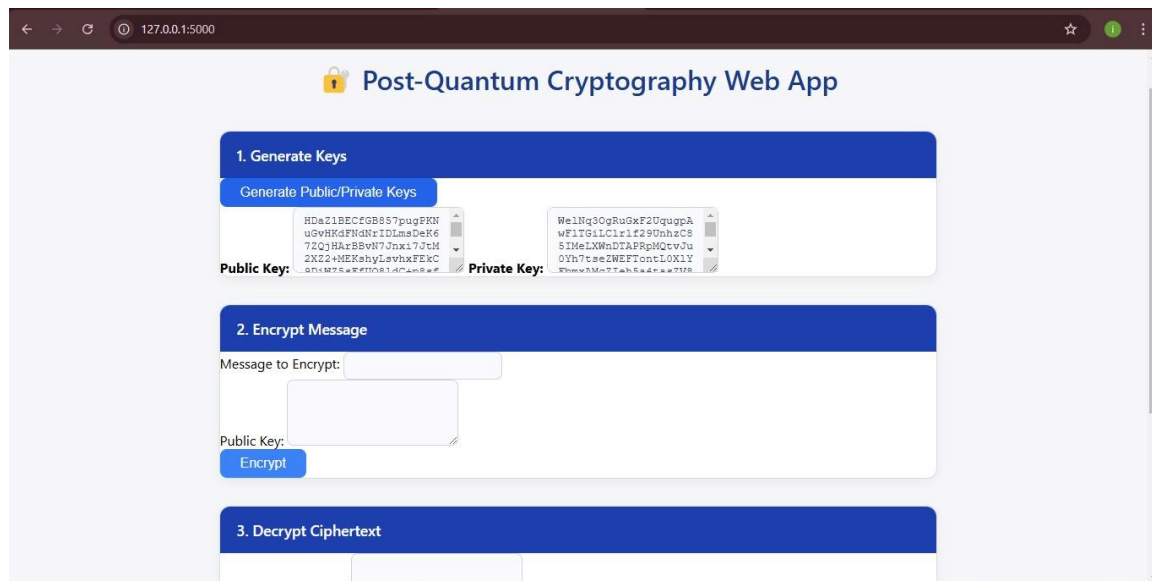 127.0.0.1:5000
Post-Quantum Cryptography Web App
1. Generate Keys
Generate Public/Private Keys
Public Key:
HDaZ1BECfGB857pugPKN
uGvHKdFNdNrIDLmsDeK6
7ZQjHArBBvN7Jnxi7JtM
2XZ2+MEKshyLsvhxFEkC
Private Key:
WelNq3OgRuGxF2UqugpA
wFlTGiLClr1f29UnhzC8
5IMeLXWnDTAPRpMQtvJu
0Yh7tseZWEFTontL0XlY
2. Encrypt Message
Message to Encrypt:
Public Key:
Encrypt
3. Decrypt Ciphertext